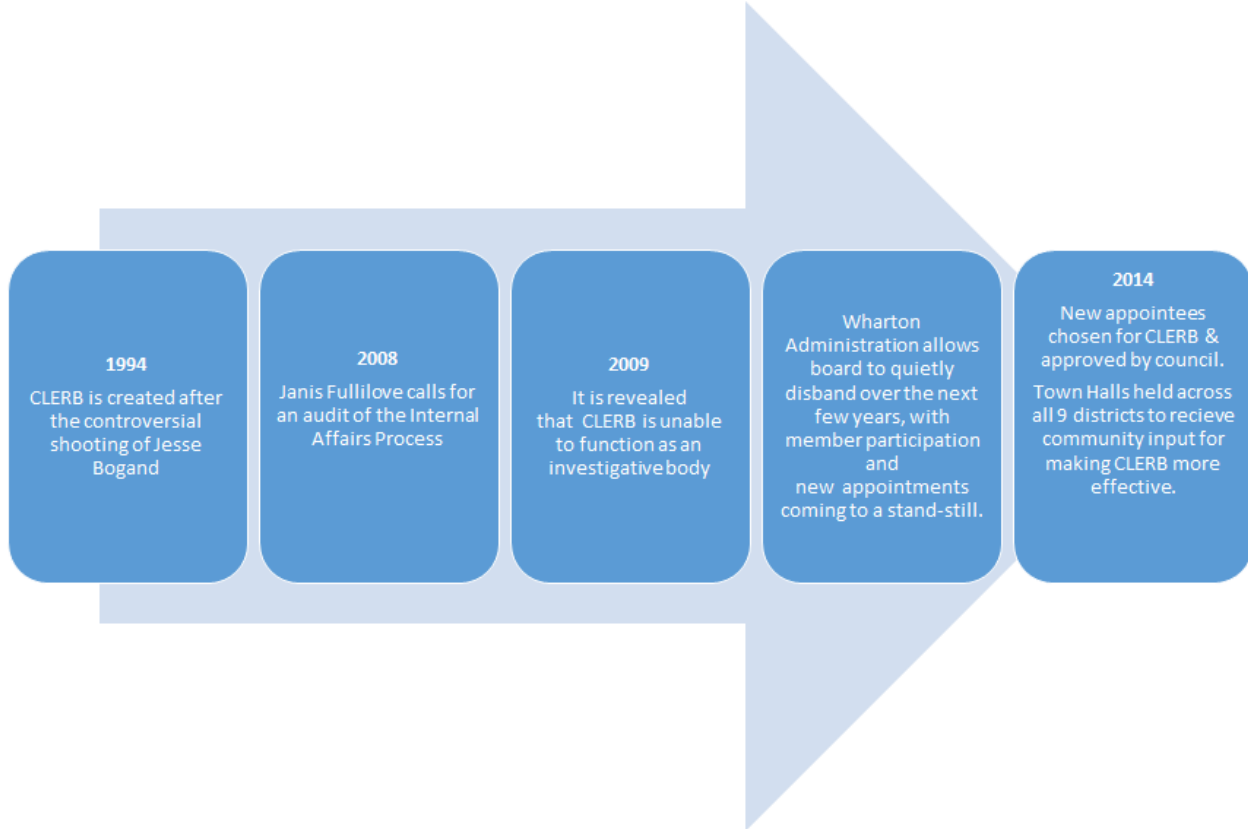 1994
CLERB is created after
the controversial
shooting of Jesse
Bogand
2008
Janis Fullilove calls for
an audit of the Internal
Affairs Process
2009
It is revealed
that CLERB is unable
to function as an
investigative body
Wharton
Administration allows
board to quietly
disband over the next
few years, with
member participation
and
new appointments
coming to a stand-still.
2014
New appointees
chosen for CLERB &
approved by council.
Town Halls held across
all 9 districts to recieve
community input for
making CLERB more
effective.